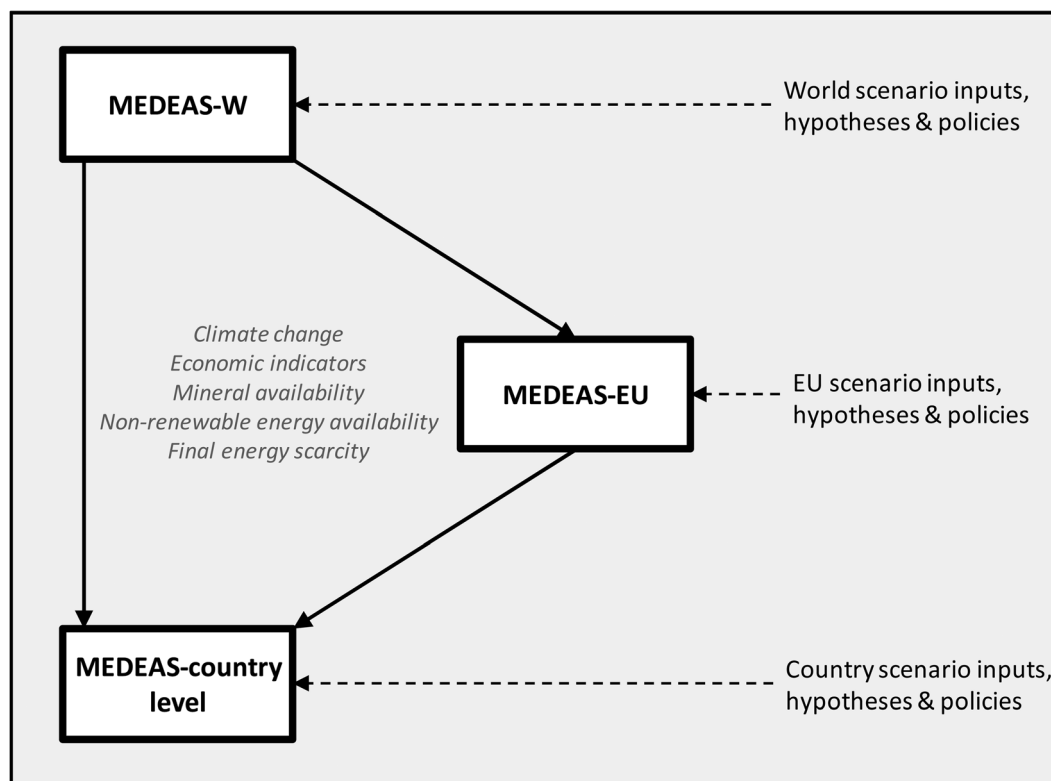 MEDEAS-W
World scenario inputs,
hypotheses & policies
Climate change
Economic indicators
Mineral availability
Non-renewable energy availability
Final energy scarcity
MEDEAS-EU
EU scenario inputs,
hypotheses & policies
MEDEAS-country
level
Country scenario inputs,
hypotheses & policies